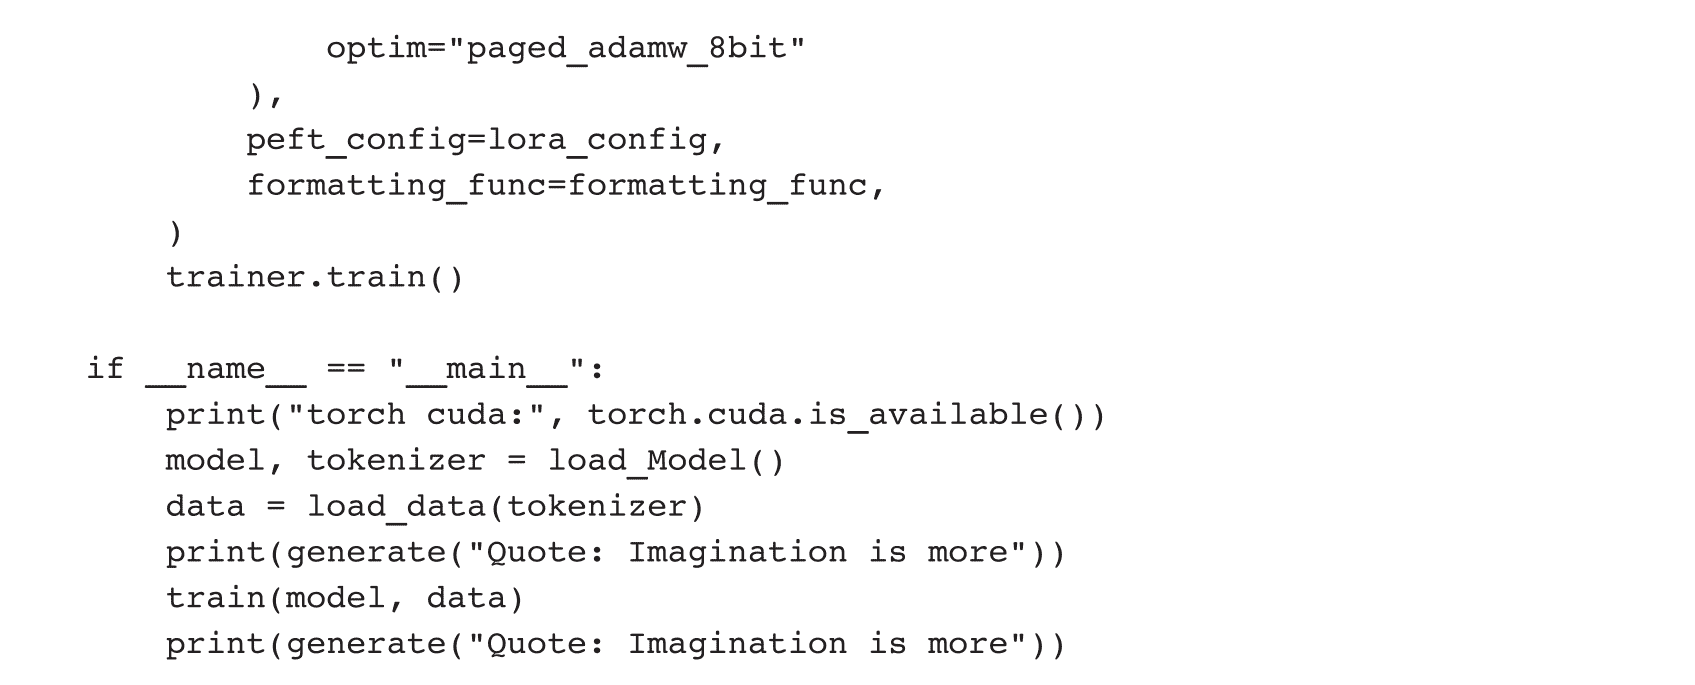 optim="paged_adamw_8bit"
        ),
        peft_config=lora_config,
        formatting_func=formatting_func,
    )
    trainer.train()

if __name__ == "__main__":
    print("torch cuda:", torch.cuda.is_available())
    model, tokenizer = load_Model()
    data = load_data(tokenizer)
    print(generate("Quote: Imagination is more"))
    train(model, data)
    print(generate("Quote: Imagination is more"))